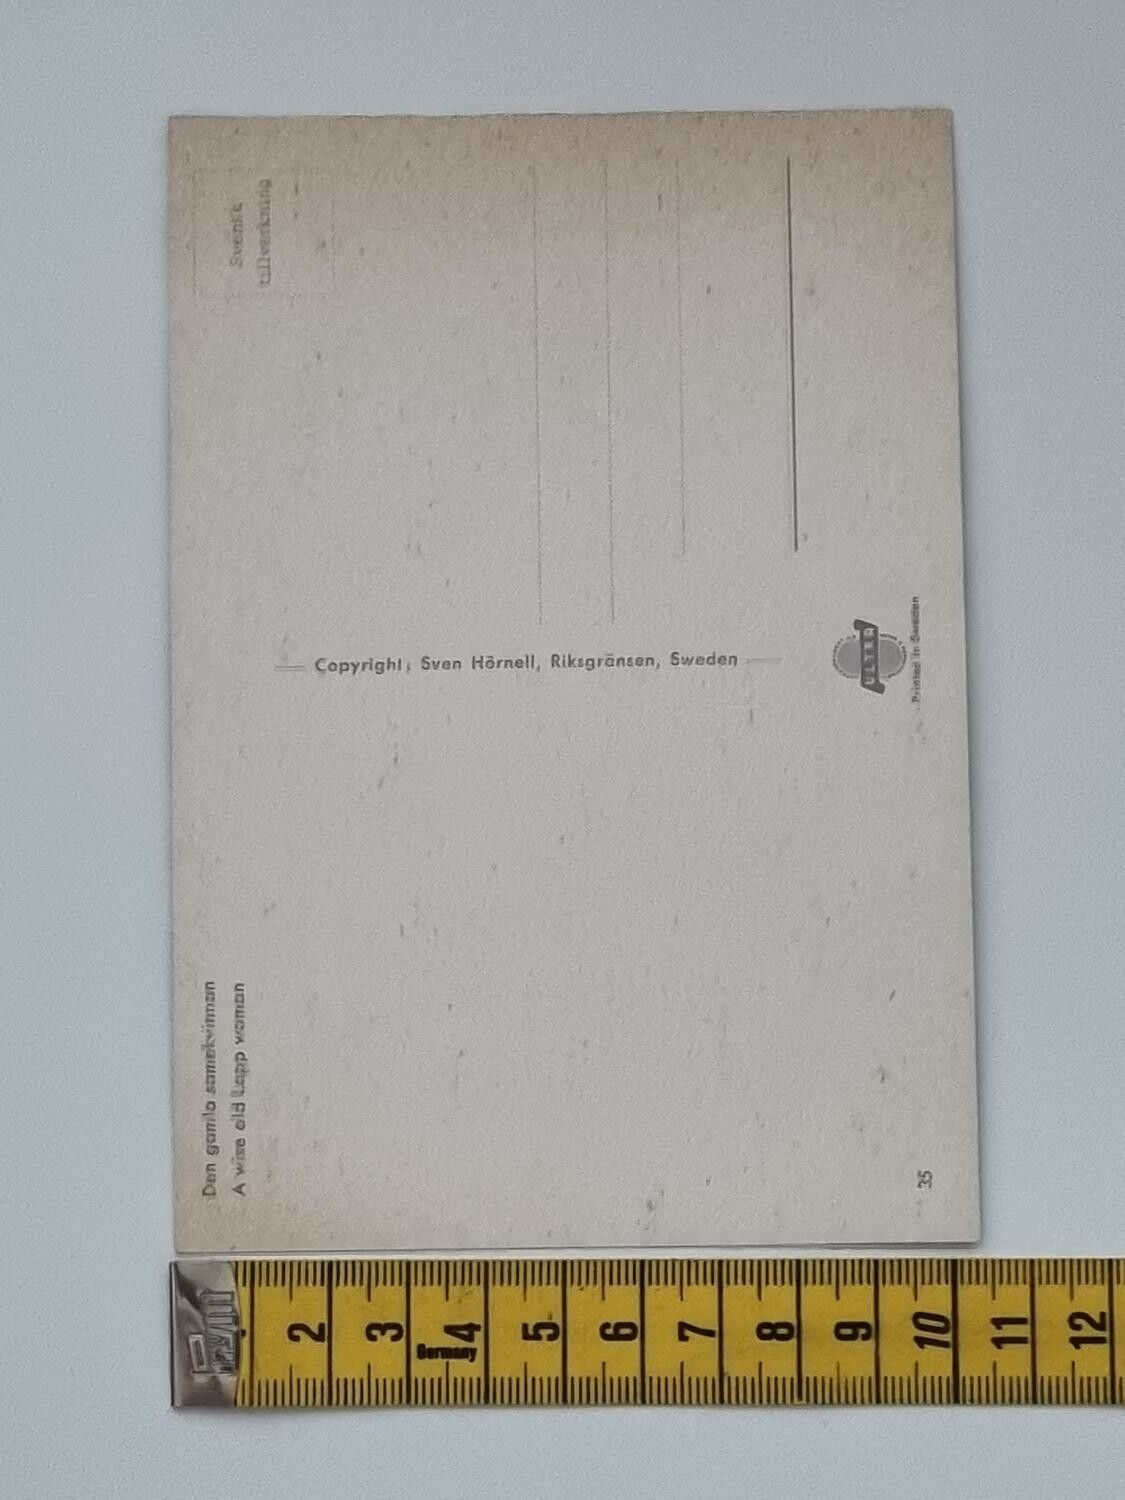 Den gamla samekvinnan
A wise old Lapp woman
Svensk
tillverkning
Copyright: Sven Hörnell, Riksgränsen, Sweden
ULTRA
Printed in Sweden
35
2 3 4 5 6 7 8 9 10 11 12
Germany